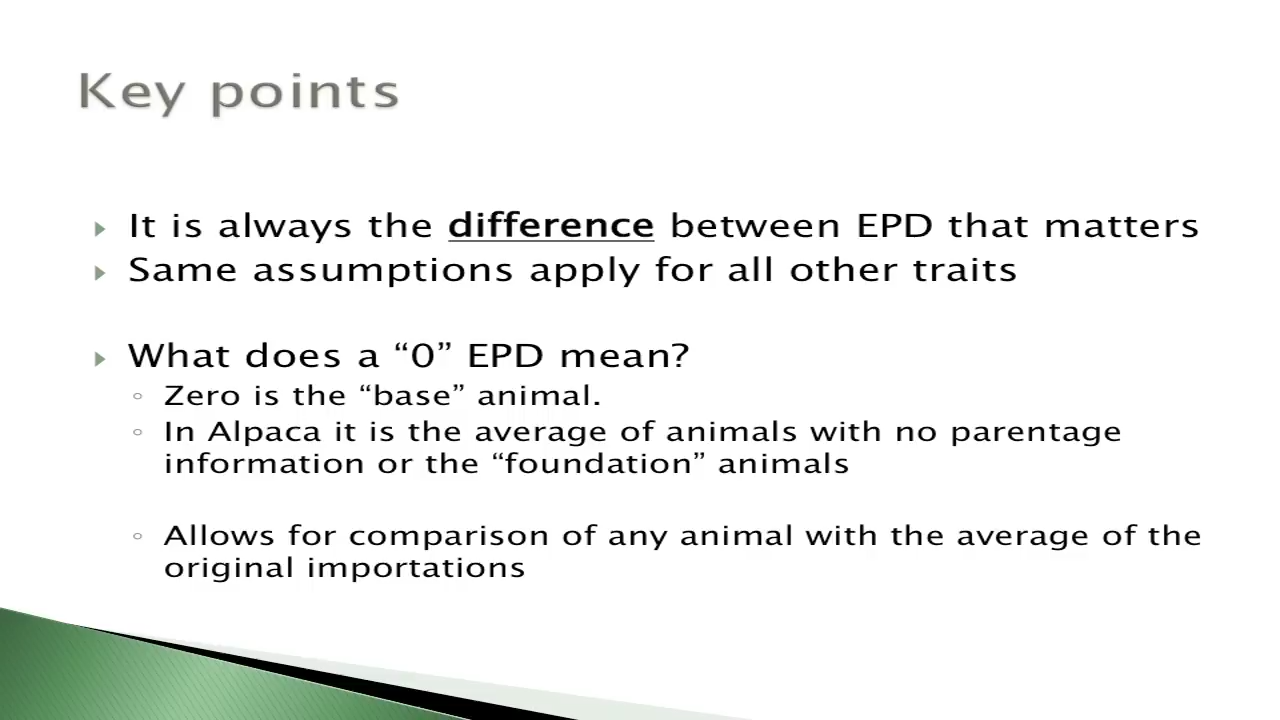 Key points
It is always the difference between EPD that matters
Same assumptions apply for all other traits
What does a “0” EPD mean?
Zero is the “base” animal.
In Alpaca it is the average of animals with no parentage
information or the “foundation” animals
Allows for comparison of any animal with the average of the
original importations